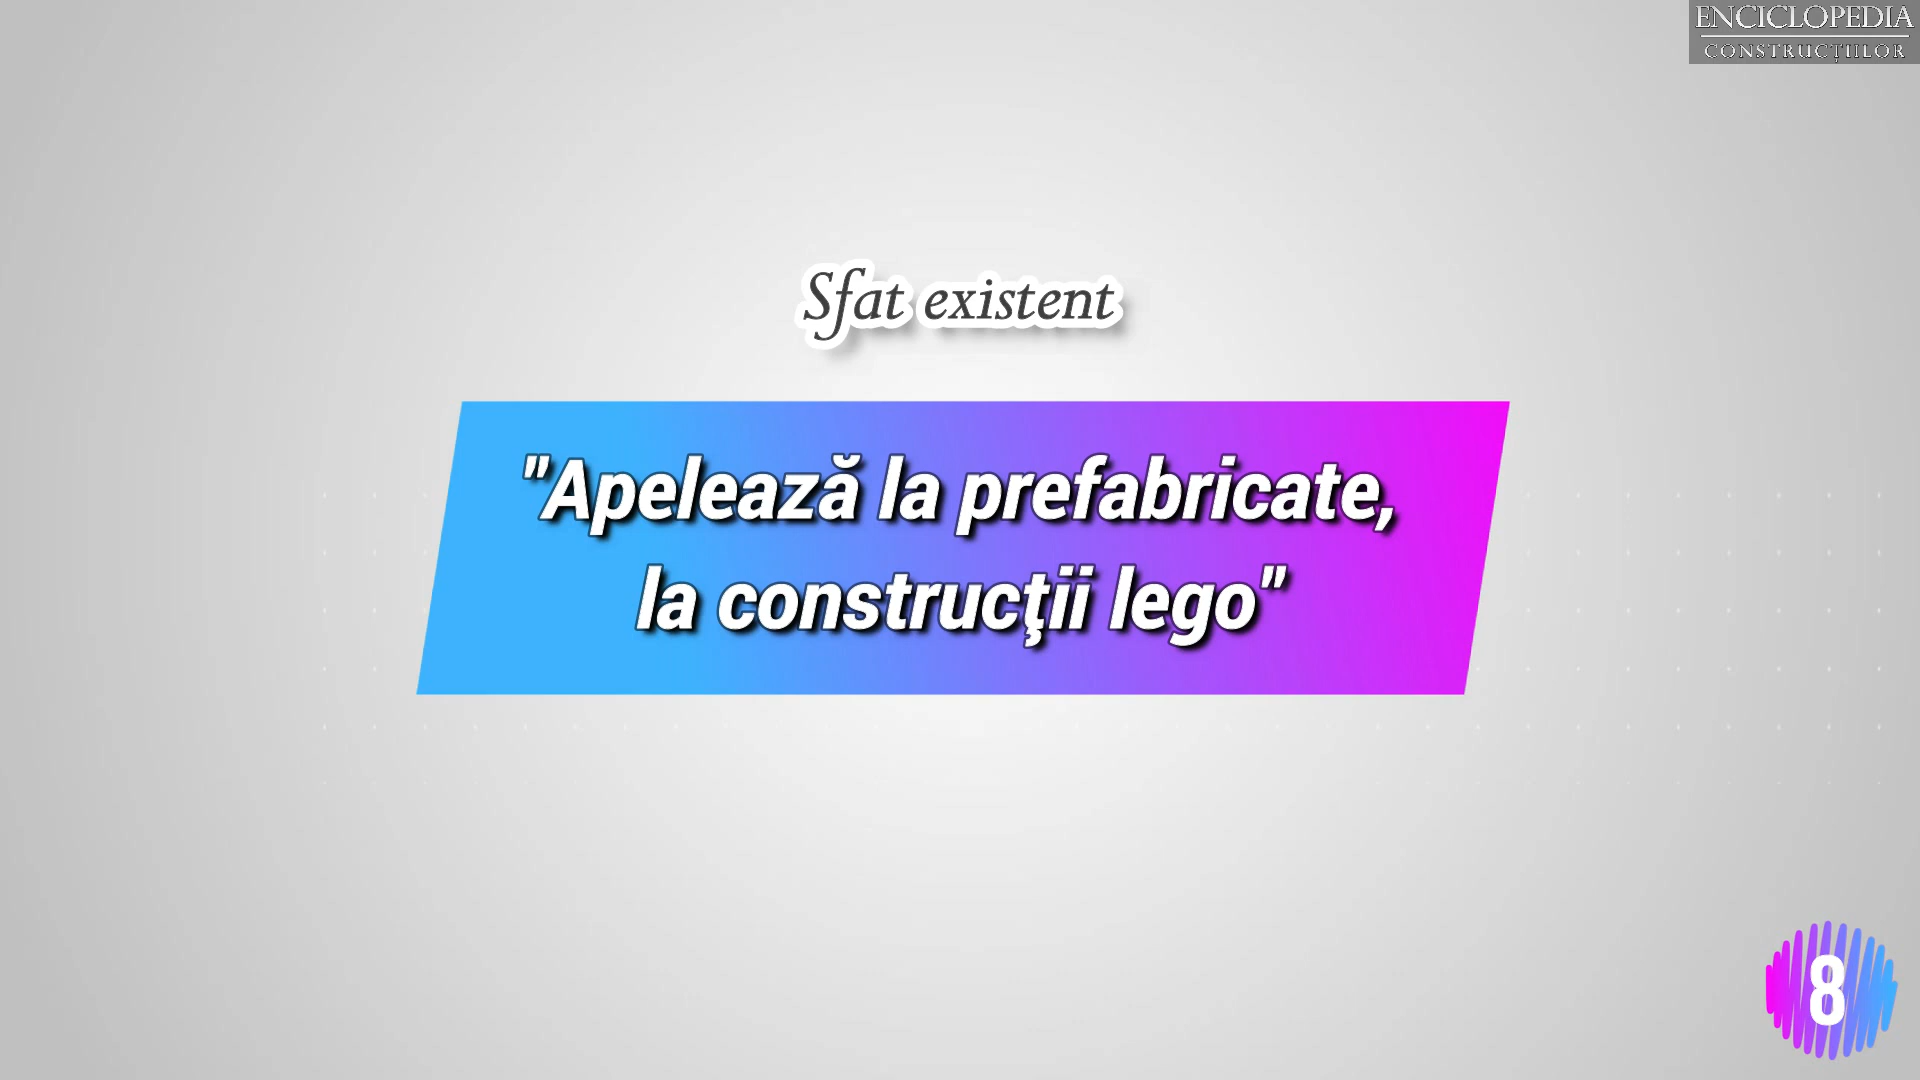 ENCICLOPEDIA
CONSTRUCȚIILOR
Sfat existent
"Apelează la prefabricate,
la construcţii lego"
8